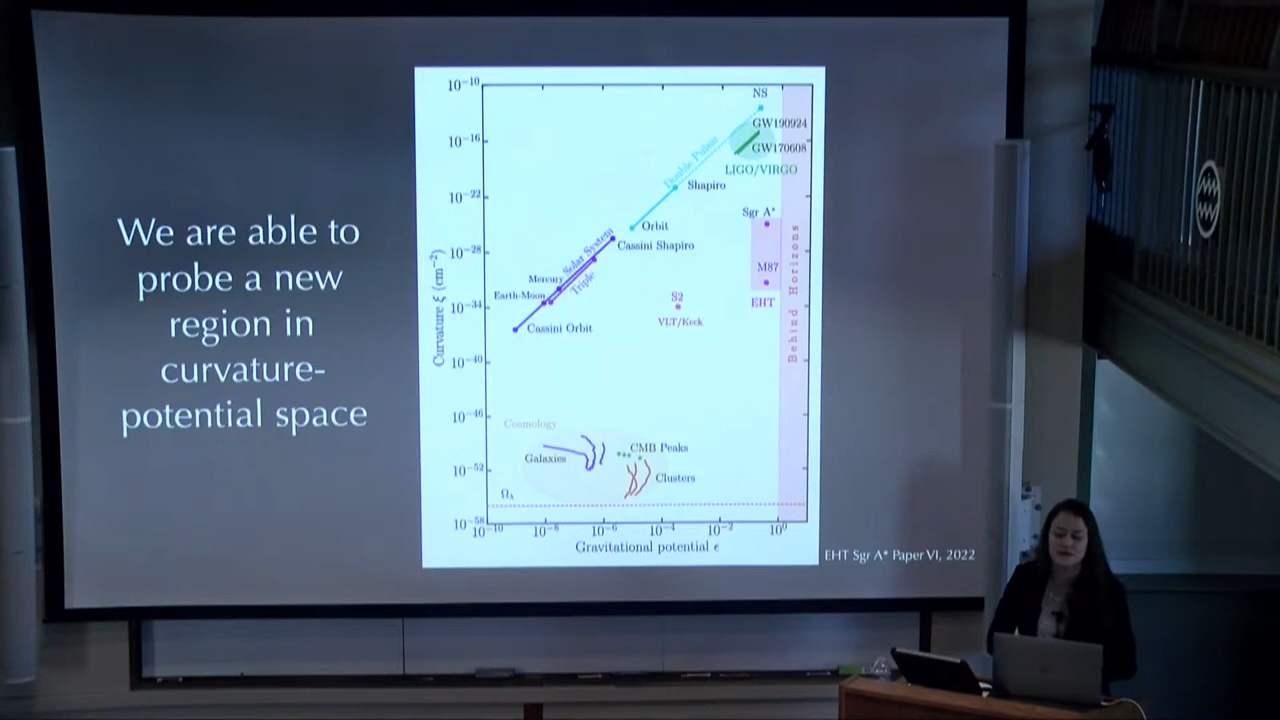 We are able to
probe a new
region in
curvature-
potential space
10⁻¹⁰
10⁻¹⁶
10⁻²²
10⁻²⁸
10⁻³⁴
10⁻⁴⁰
10⁻⁴⁶
10⁻⁵²
10⁻⁵⁸
Curvature ξ (cm⁻²)
NS
GW190924
GW170608
LIGO/VIRGO
Double Pulsar
Shapiro
Orbit
Sgr A*
M87
EHT
Behind Horizons
Solar System
Cassini Shapiro
Mercury
Triple
Earth-Moon
Cassini Orbit
S2
VLT/Keck
Cosmology
Galaxies
CMB Peaks
Clusters
Ω_Λ
10⁻¹⁰ 10⁻⁸ 10⁻⁶ 10⁻⁴ 10⁻² 10⁰
Gravitational potential ϵ
EHT Sgr A* Paper VI, 2022